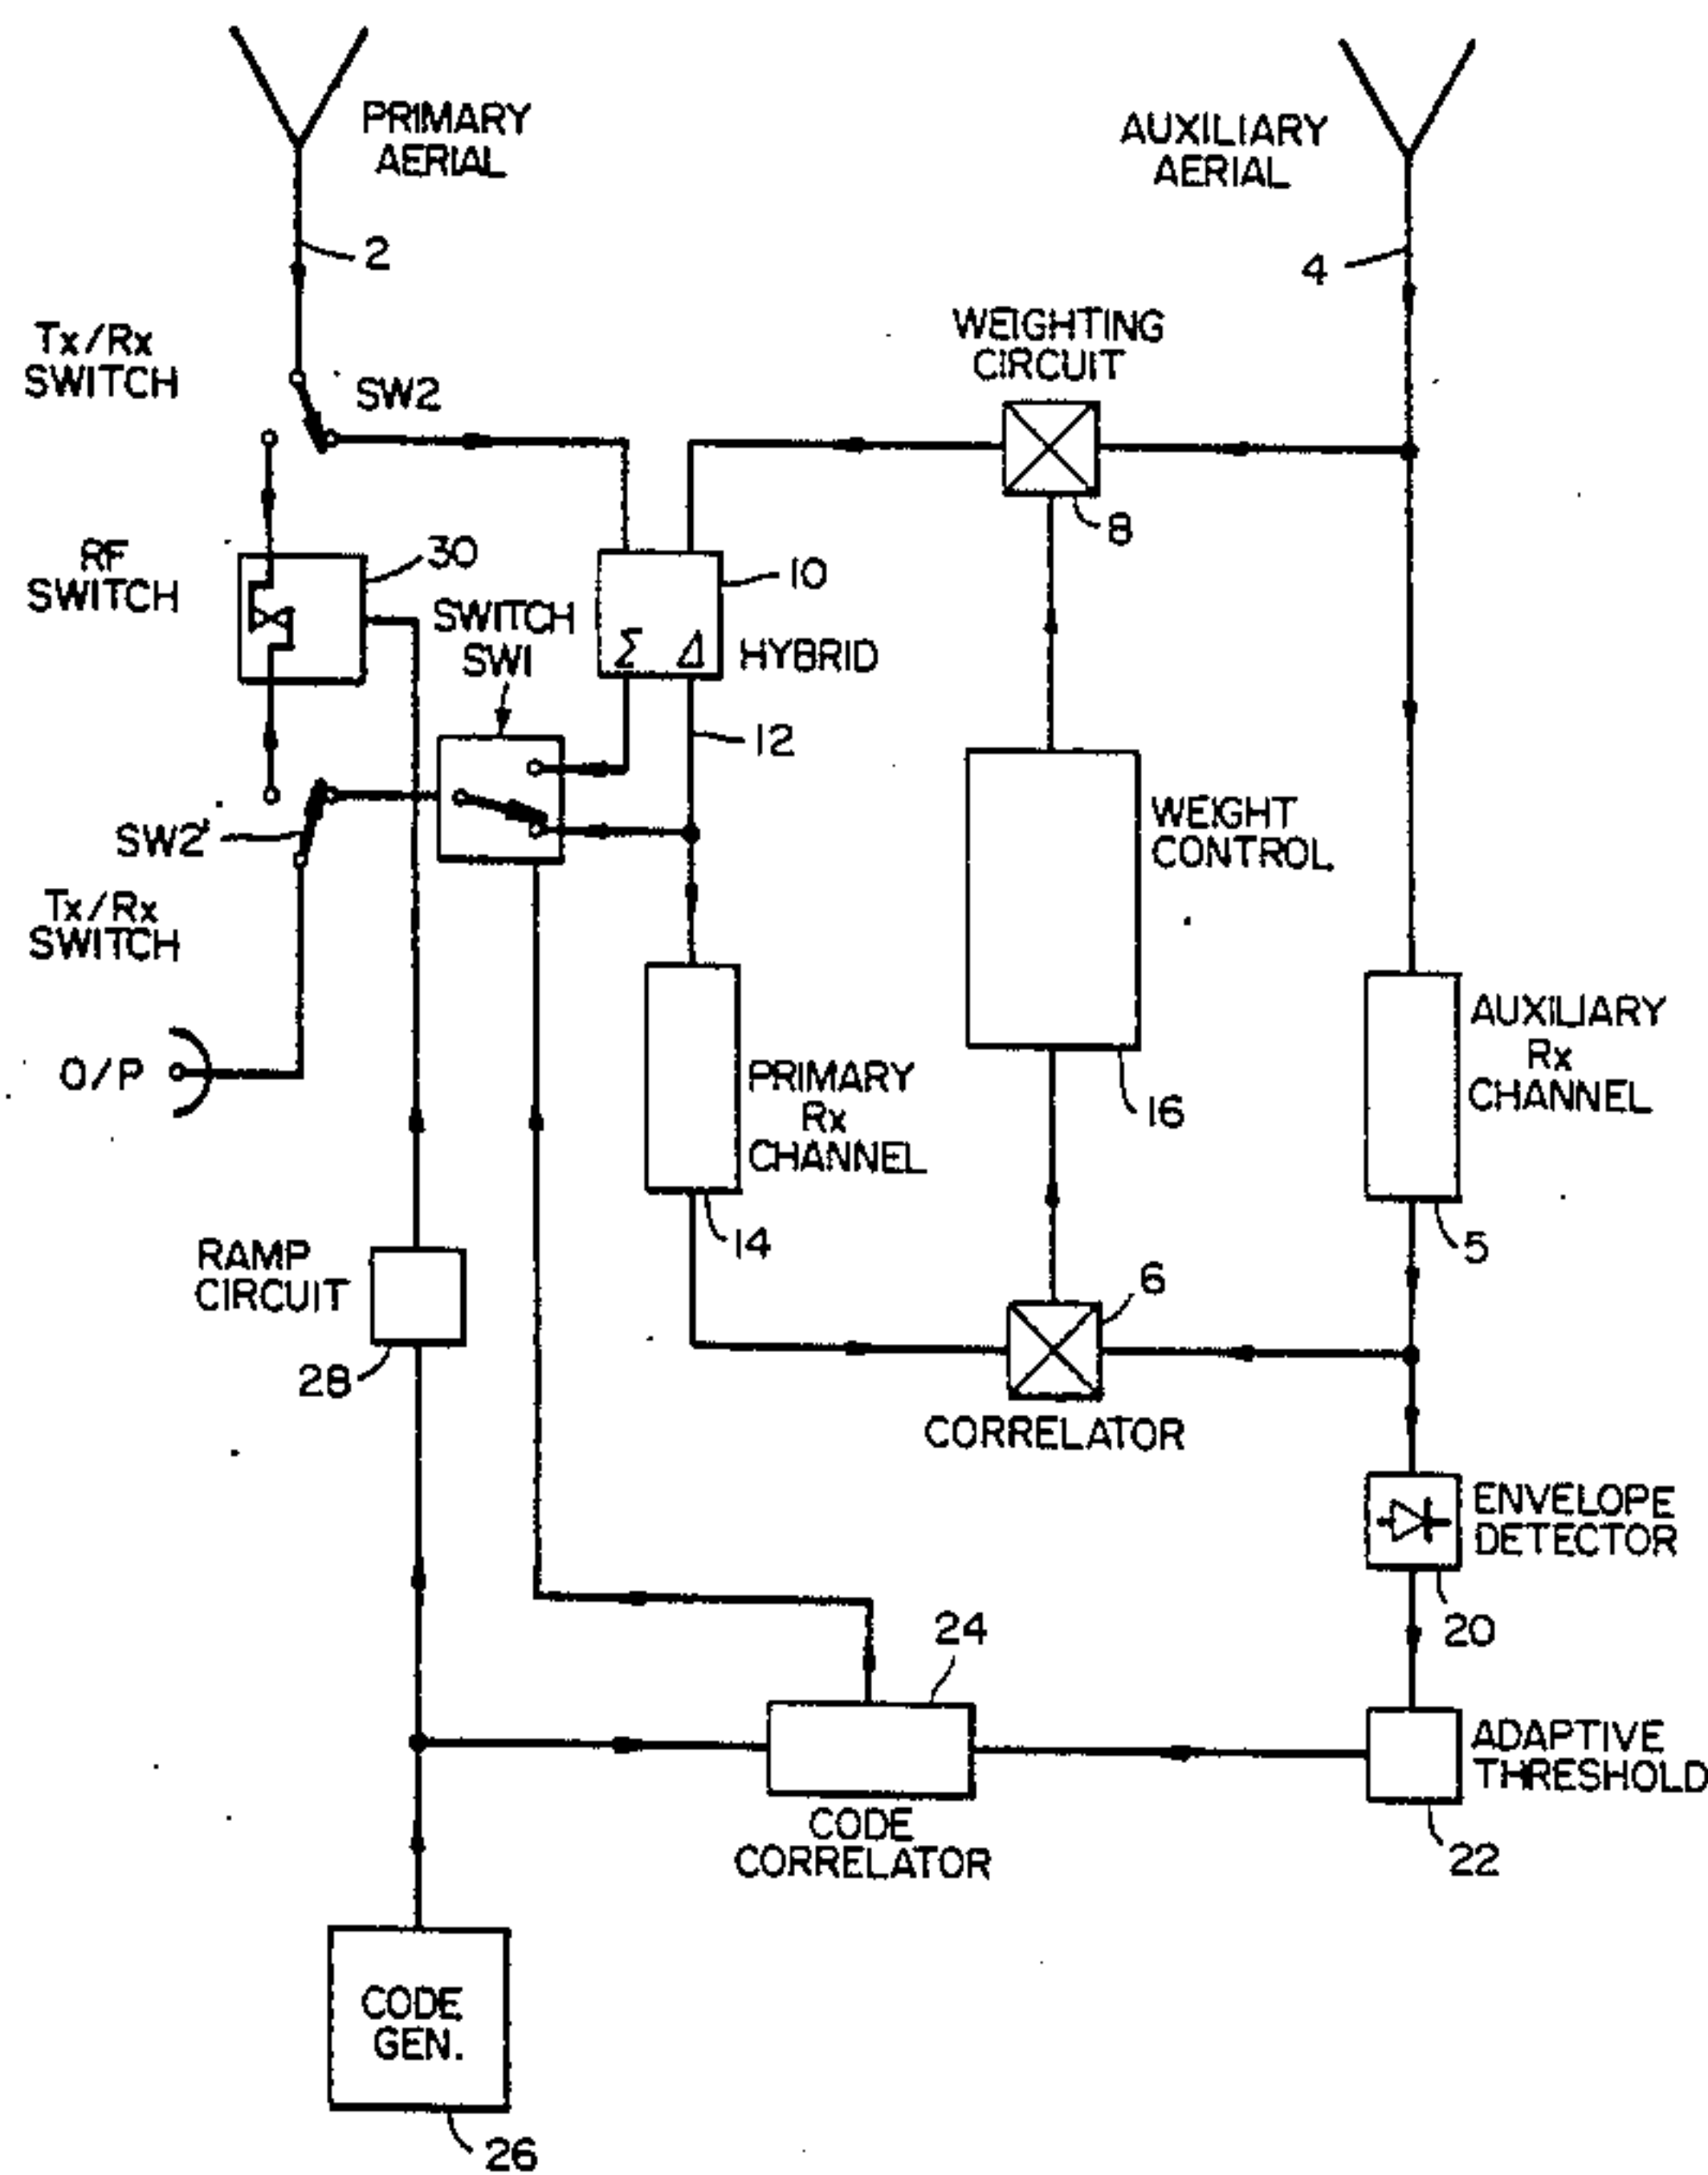 PRIMARY
AERIAL
AUXILIARY
AERIAL
2
4
Tx/Rx
SWITCH
SW2
WEIGHTING
CIRCUIT
8
RF
SWITCH
30
10
SWITCH
SW1
Σ Δ
HYBRID
12
WEIGHT
CONTROL
SW2'
Tx/Rx
SWITCH
AUXILIARY
Rx
CHANNEL
O/P
PRIMARY
Rx
CHANNEL
16
14
5
RAMP
CIRCUIT
6
28
CORRELATOR
ENVELOPE
DETECTOR
20
24
ADAPTIVE
THRESHOLD
CODE
CORRELATOR
22
CODE
GEN.
26